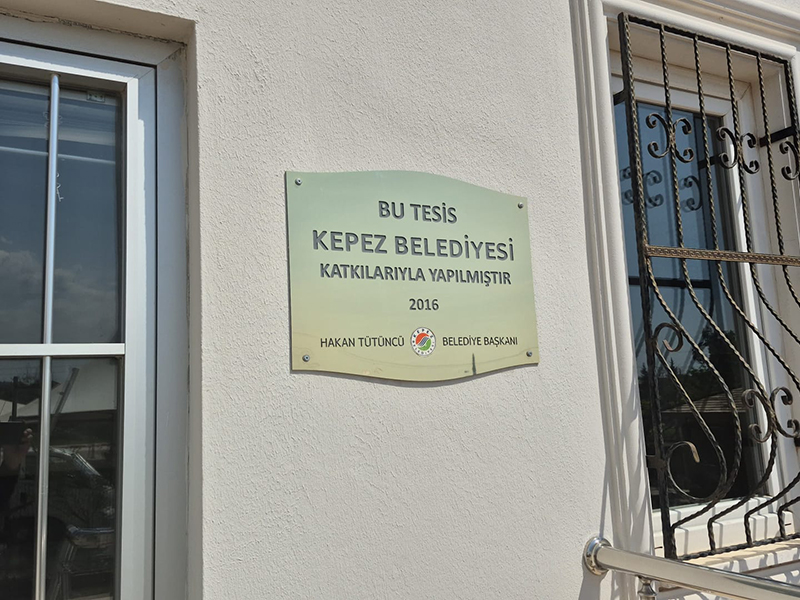 BU TESİS
KEPEZ BELEDİYESİ
KATKILARIYLA YAPILMIŞTIR
2016
HAKAN TÜTÜNCÜ BELEDİYE BAŞKANI